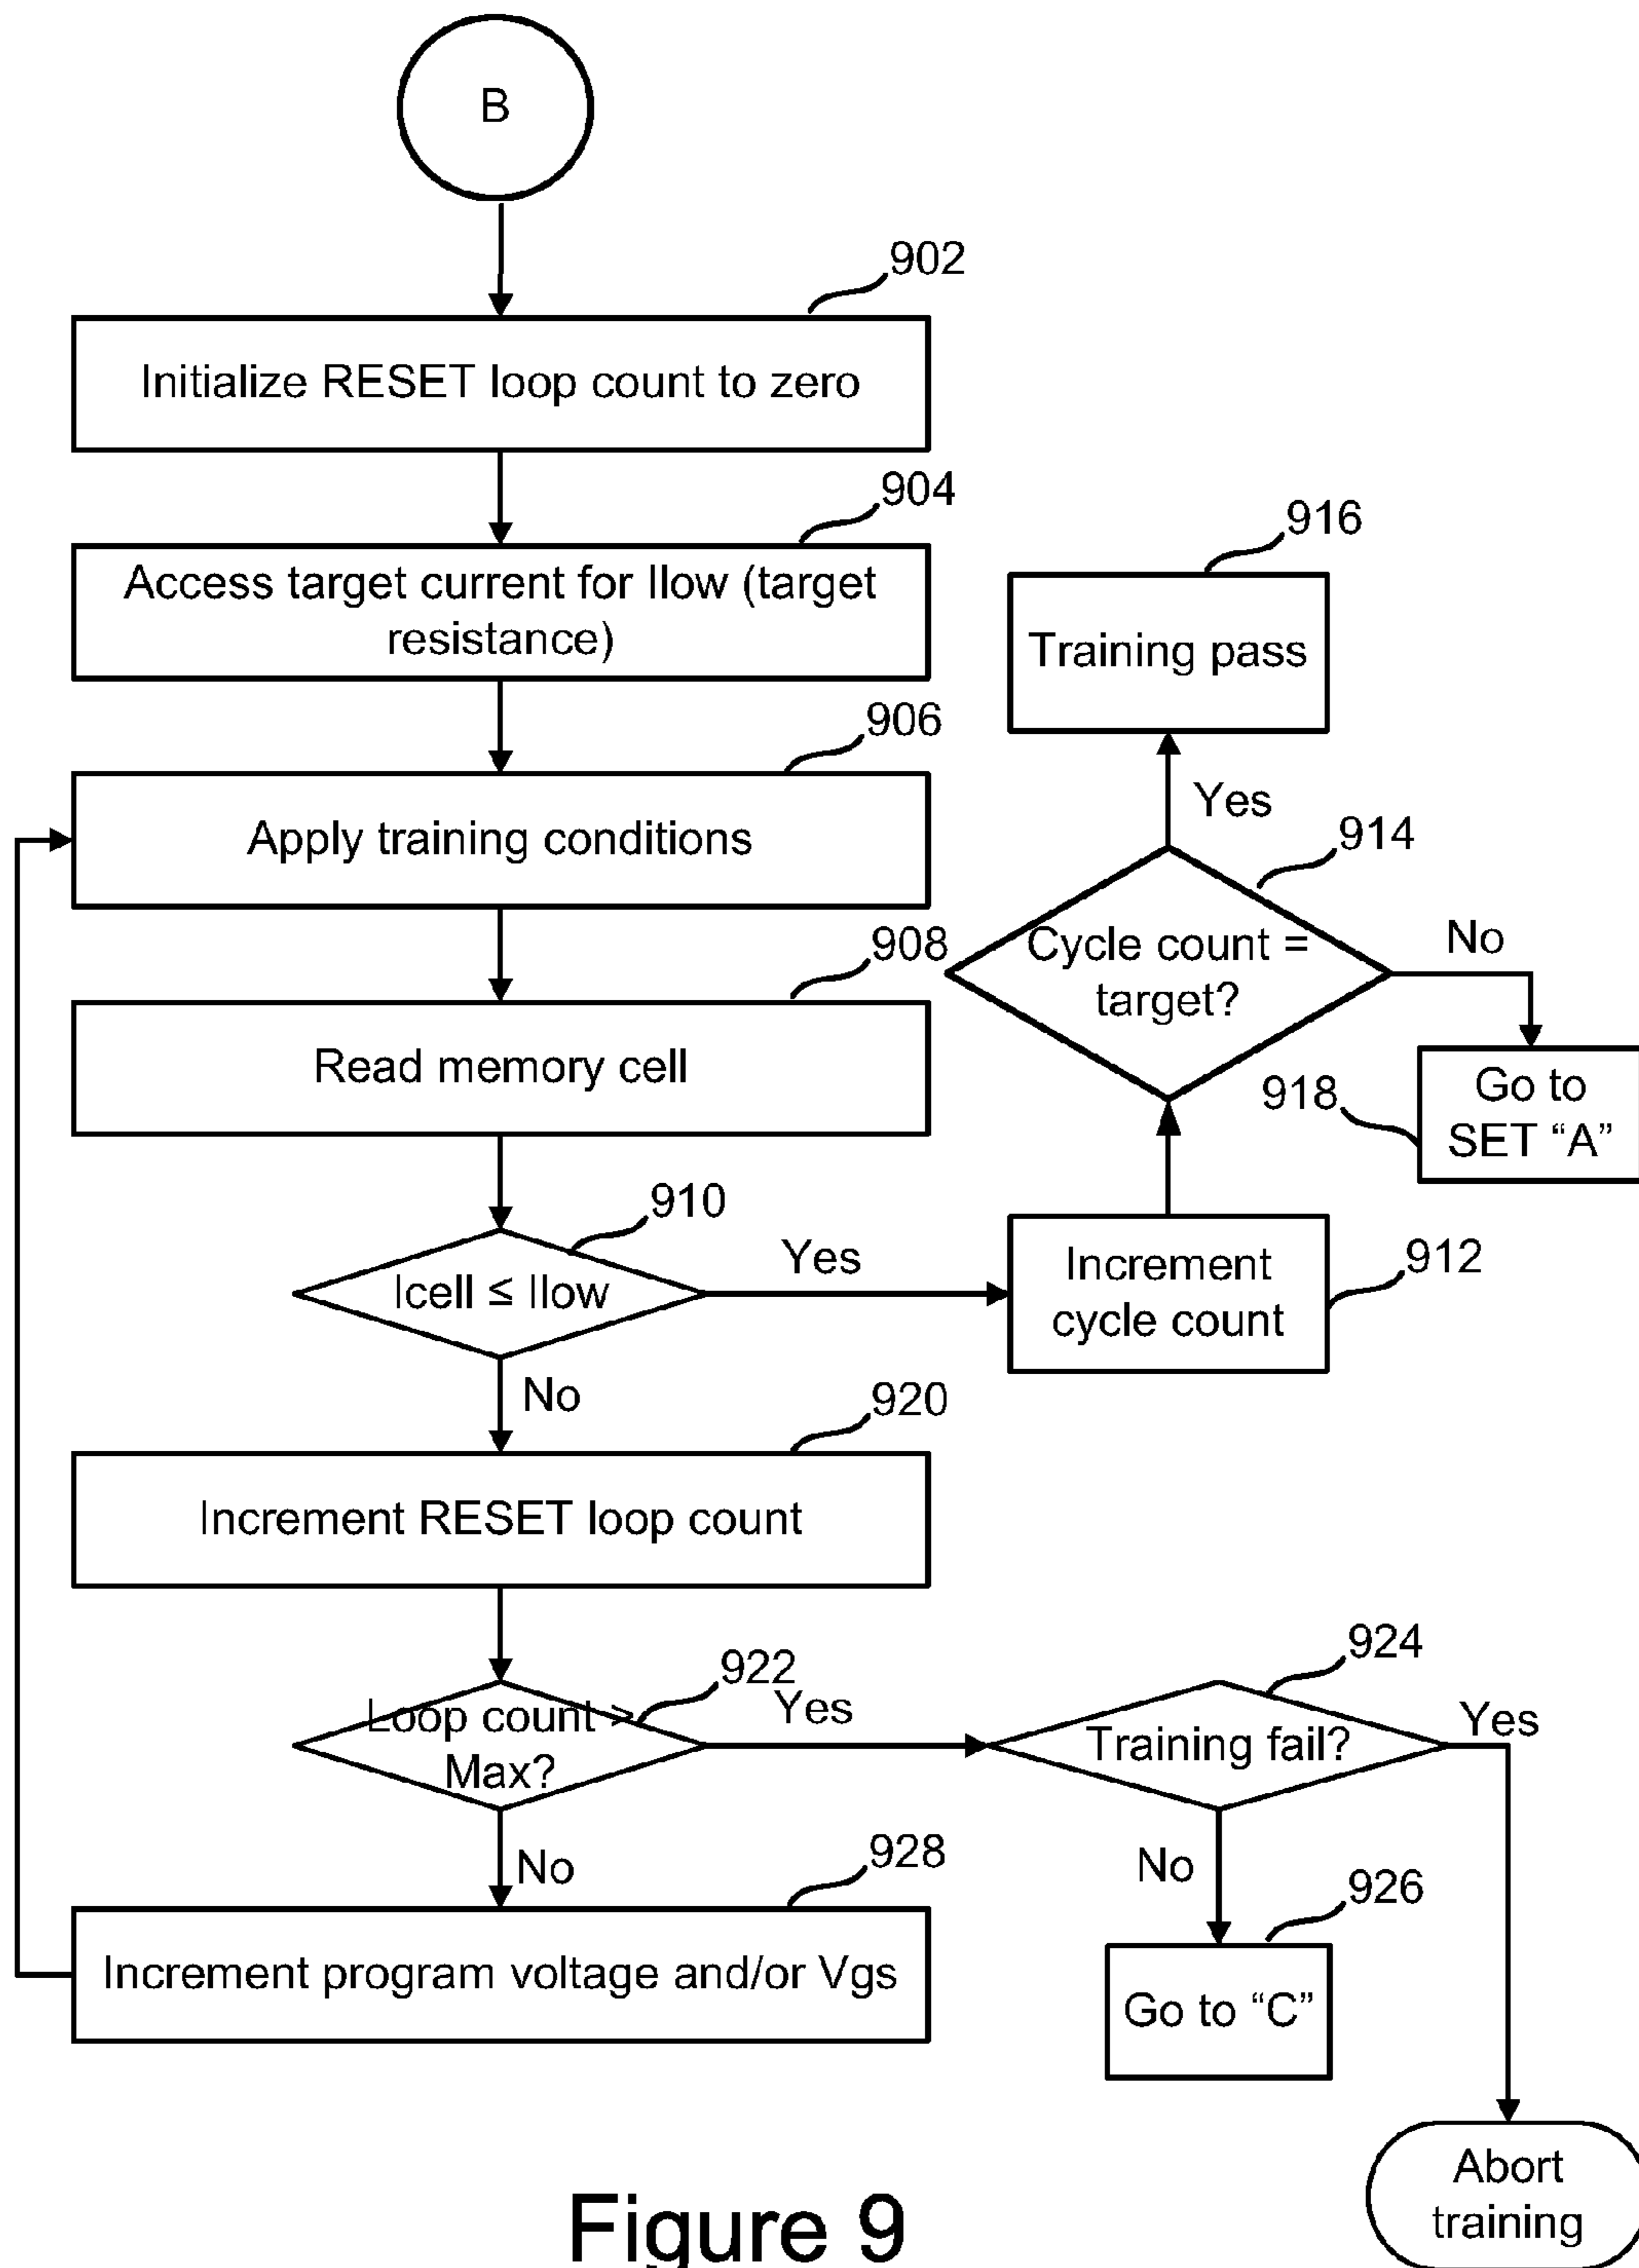 B
902
Initialize RESET loop count to zero
904
Access target current for Ilow (target
resistance)
906
Apply training conditions
908
Read memory cell
910
Icell ≤ Ilow
Yes
No
912
Increment
cycle count
914
Cycle count =
target?
Yes
No
916
Training pass
918
Go to
SET “A”
920
Increment RESET loop count
922
Loop count >
Max?
Yes
No
924
Training fail?
Yes
No
926
Go to “C”
928
Increment program voltage and/or Vgs
Abort
training
Figure 9